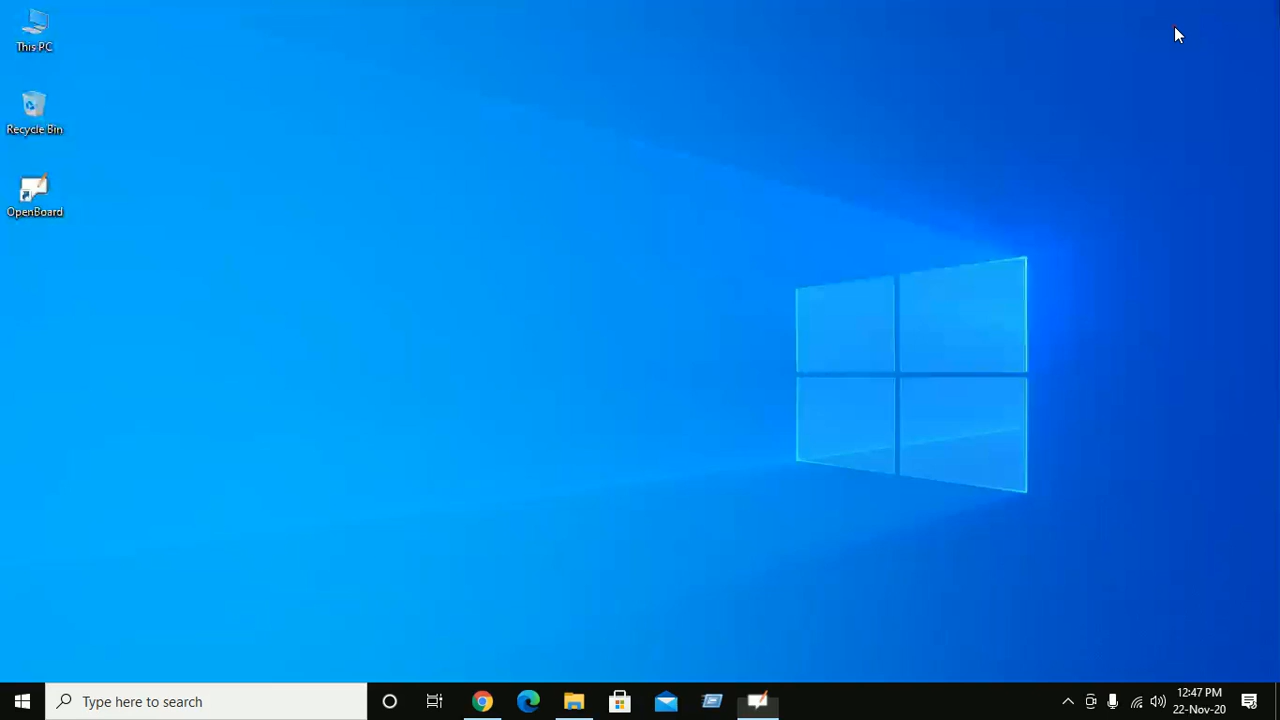 This PC
Recycle Bin
OpenBoard
Type here to search
12:47 PM
22-Nov-20